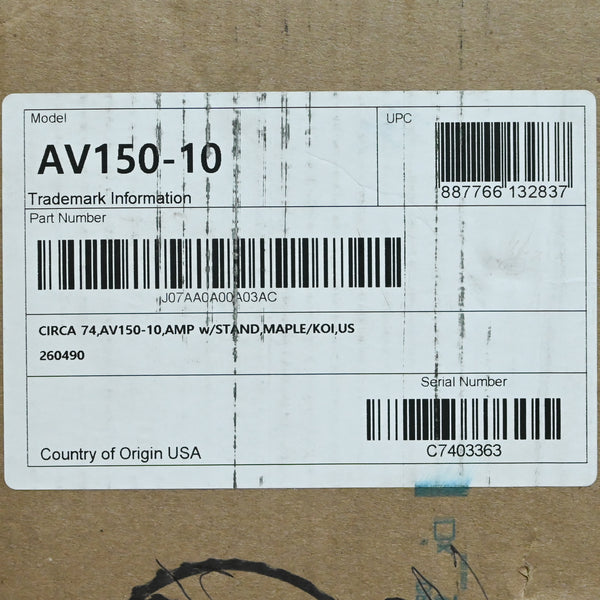 Model
AV150-10
Trademark Information
UPC
887766 132837
Part Number
J07AA0A00A03AC
CIRCA 74,AV150-10,AMP w/STAND,MAPLE/KOI,US
260490
Serial Number
C7403363
Country of Origin USA